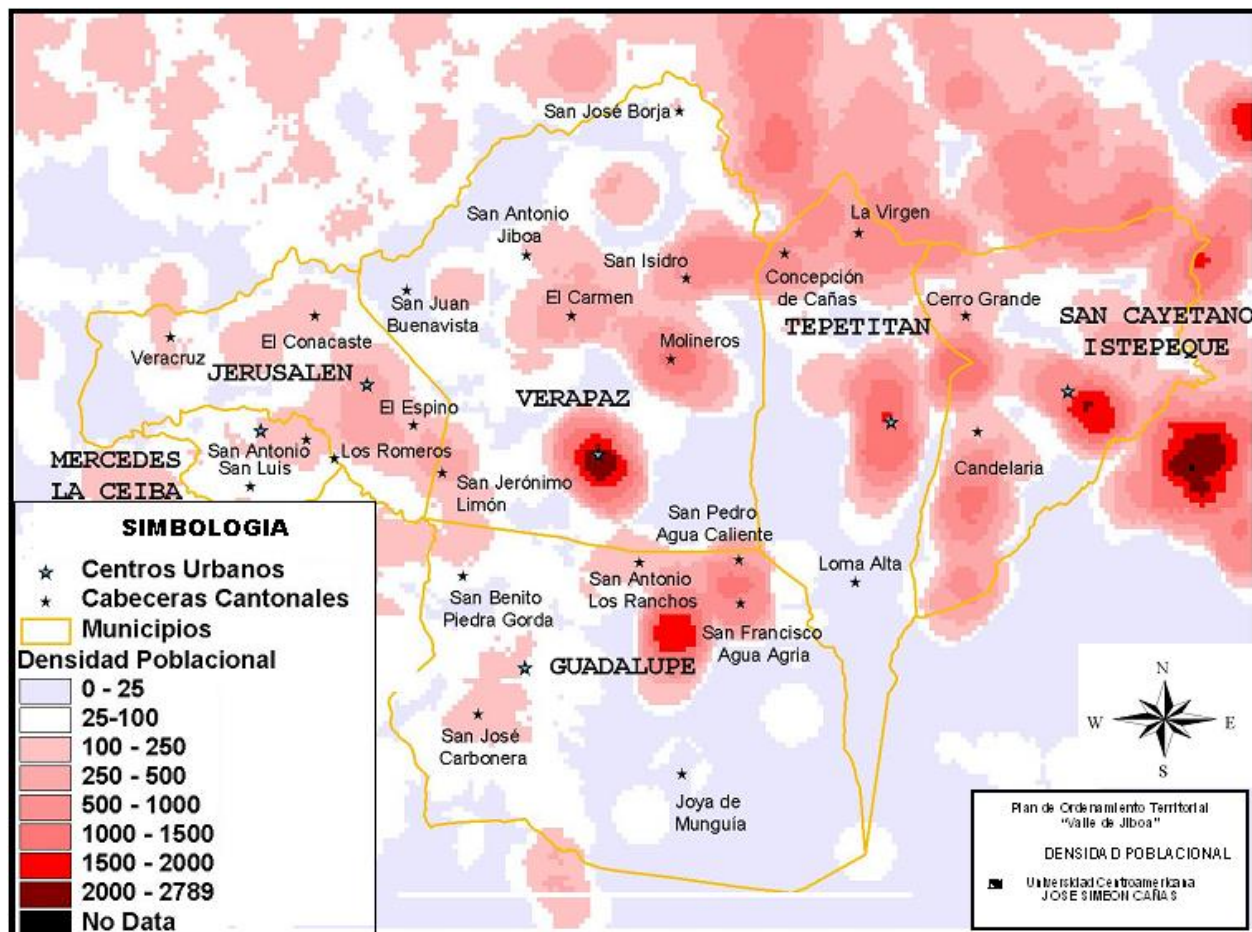 San José Borja
San Antonio
Jiboa
La Virgen
San Isidro
Concepción
de Cañas
San Juan
Buenavista
El Carmen
Cerro Grande
SAN CAYETANO
ISTEPEQUE
TEPETITAN
Veracruz
El Conacaste
JERUSALEN
Molineros
VERAPAZ
El Espino
MERCEDES
LA CEIBA
San Antonio
San Luis
Los Romeros
San Jerónimo
Limón
Candelaria
San Pedro
Agua Caliente
Loma Alta
San Benito
Piedra Gorda
San Antonio
Los Ranchos
San Francisco
Agua Agria
GUADALUPE
San José
Carbonera
Joya de
Munguía
SIMBOLOGIA
Centros Urbanos
Cabeceras Cantonales
Municipios
Densidad Poblacional
0 - 25
25-100
100 - 250
250 - 500
500 - 1000
1000 - 1500
1500 - 2000
2000 - 2789
No Data
N
W E
S
Plan de Ordenamiento Territorial
"Valle de Jiboa"
DENSIDAD POBLACIONAL
Universidad Centroamericana
JOSE SIMEON CAÑAS